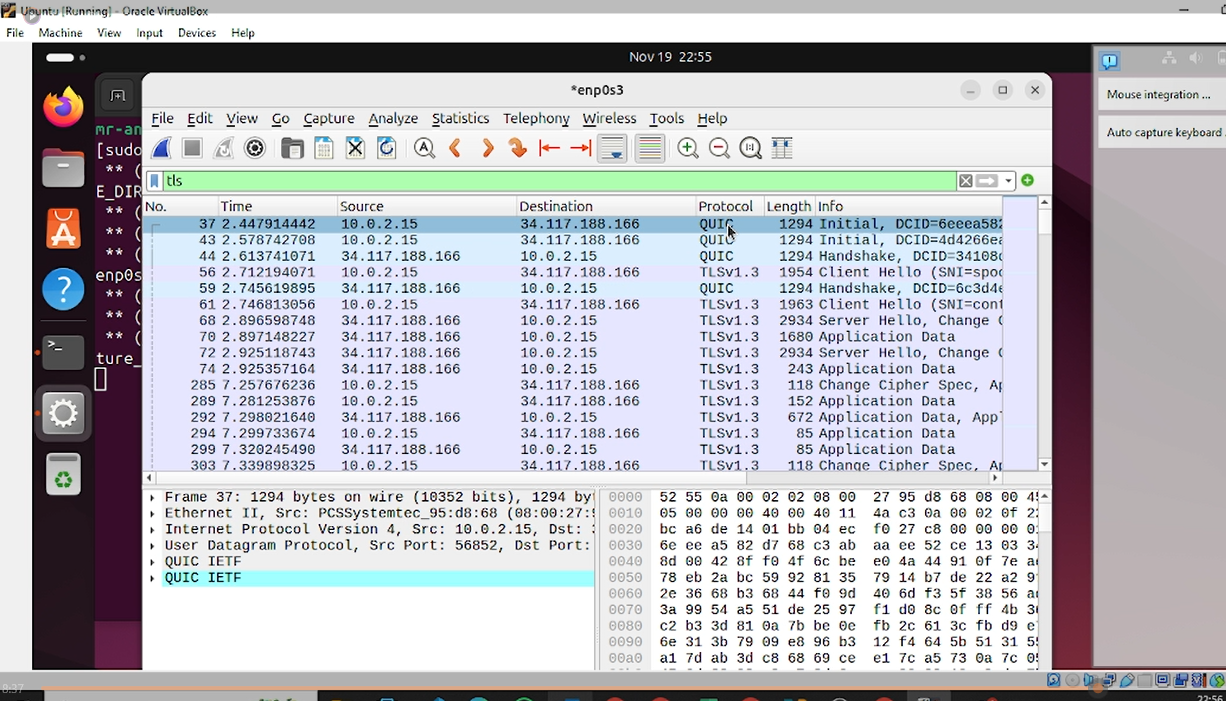 Ubuntu [Running] - Oracle VirtualBox
File Machine View Input Devices Help
Nov 19 22:55
*enp0s3
Mouse integration ...
Auto capture keyboard
File Edit View Go Capture Analyze Statistics Telephony Wireless Tools Help
mr-an
[sudo
** (
E_DIR
** (
** (
** (
enp0s
** (
** (
** (
ture_
tls
No. Time Source Destination Protocol Length Info
37 2.447914442 10.0.2.15 34.117.188.166 QUIC 1294 Initial, DCID=6eeea582
43 2.578742708 10.0.2.15 34.117.188.166 QUIC 1294 Initial, DCID=4d4266ea
44 2.613741071 34.117.188.166 10.0.2.15 QUIC 1294 Handshake, DCID=34108
56 2.712194071 10.0.2.15 34.117.188.166 TLSv1.3 1954 Client Hello (SNI=spo
59 2.745619895 34.117.188.166 10.0.2.15 QUIC 1294 Handshake, DCID=6c3d4
61 2.746813056 10.0.2.15 34.117.188.166 TLSv1.3 1963 Client Hello (SNI=con
68 2.896598748 34.117.188.166 10.0.2.15 TLSv1.3 2934 Server Hello, Change
70 2.897148227 34.117.188.166 10.0.2.15 TLSv1.3 1680 Application Data
72 2.925118743 34.117.188.166 10.0.2.15 TLSv1.3 2934 Server Hello, Change
74 2.925357164 34.117.188.166 10.0.2.15 TLSv1.3 243 Application Data
285 7.257676236 10.0.2.15 34.117.188.166 TLSv1.3 118 Change Cipher Spec, Ap
289 7.281253876 10.0.2.15 34.117.188.166 TLSv1.3 152 Application Data
292 7.298021640 34.117.188.166 10.0.2.15 TLSv1.3 672 Application Data, App
294 7.299733674 10.0.2.15 34.117.188.166 TLSv1.3 85 Application Data
299 7.320245490 34.117.188.166 10.0.2.15 TLSv1.3 85 Application Data
303 7.339898325 10.0.2.15 34.117.188.166 TLSv1.3 118 Change Cipher Spec, Ap
Frame 37: 1294 bytes on wire (10352 bits), 1294 by
Ethernet II, Src: PCSSystemtec_95:d8:68 (08:00:27:
Internet Protocol Version 4, Src: 10.0.2.15, Dst:
User Datagram Protocol, Src Port: 56852, Dst Port:
QUIC IETF
QUIC IETF
0000 52 55 0a 00 02 02 08 00 27 95 d8 68 08 00 45
0010 05 00 00 00 40 00 40 11 4a c3 0a 00 02 0f 22
0020 bc a6 de 14 01 bb 04 ec f0 27 c8 00 00 00 01
0030 6e ee a5 82 d7 68 c3 ab aa ee 52 ce 13 03 34
0040 8d 00 42 8f f0 4f 6c be e0 4a 44 91 0f 7e a
0050 78 eb 2a bc 59 92 81 35 79 14 b7 de 22 a2 9
0060 2e 36 68 b3 68 44 f0 9d 40 6d f3 5f 38 56 a
0070 3a 99 54 a5 51 de 25 97 f1 d0 8c 0f ff 4b 3
0080 c2 b3 3d 81 0a 7b be 0e fb 2c 61 3c fb d9 e
0090 6e 31 3b 79 09 e8 96 b3 12 f4 64 5b 51 31 5
00a0 a1 7d ab 3d c8 68 69 ce e1 7c a5 73 0a 7c 0
8:37
22:56